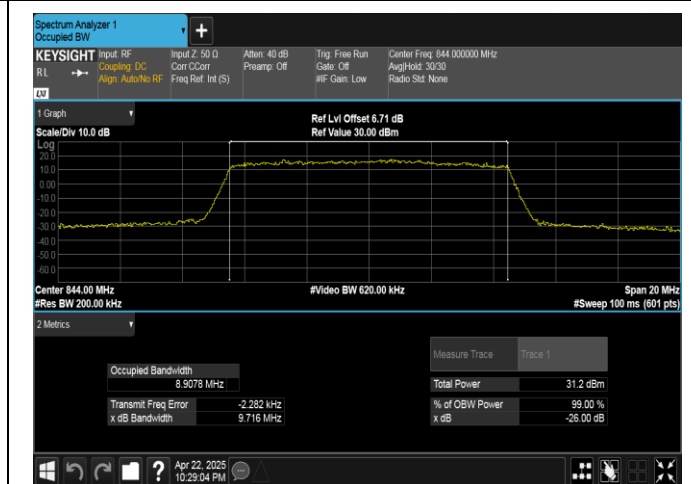 Spectrum Analyzer 1
Occupied BW
+
KEYSIGHT Input: RF Input Z: 50 Ω Atten: 40 dB Trig: Free Run Center Freq: 844.000000 MHz
RL Coupling: DC Corr CCorr Preamp: Off Gate: Off Avg|Hold: 30/30
Align: Auto/No RF Freq Ref: Int (S) #IF Gain: Low Radio Std: None
LXI
1 Graph
Ref Lvl Offset 6.71 dB
Scale/Div 10.0 dB Ref Value 30.00 dBm
Log
20.0
10.0
0.00
-10.0
-20.0
-30.0
-40.0
-50.0
-60.0
Center 844.00 MHz #Video BW 620.00 kHz Span 20 MHz
#Res BW 200.00 kHz #Sweep 100 ms (601 pts)
2 Metrics
Measure Trace Trace 1
Occupied Bandwidth
8.9078 MHz Total Power 31.2 dBm
Transmit Freq Error -2.282 kHz % of OBW Power 99.00 %
x dB Bandwidth 9.716 MHz x dB -26.00 dB
? Apr 22, 2025
10:29:04 PM